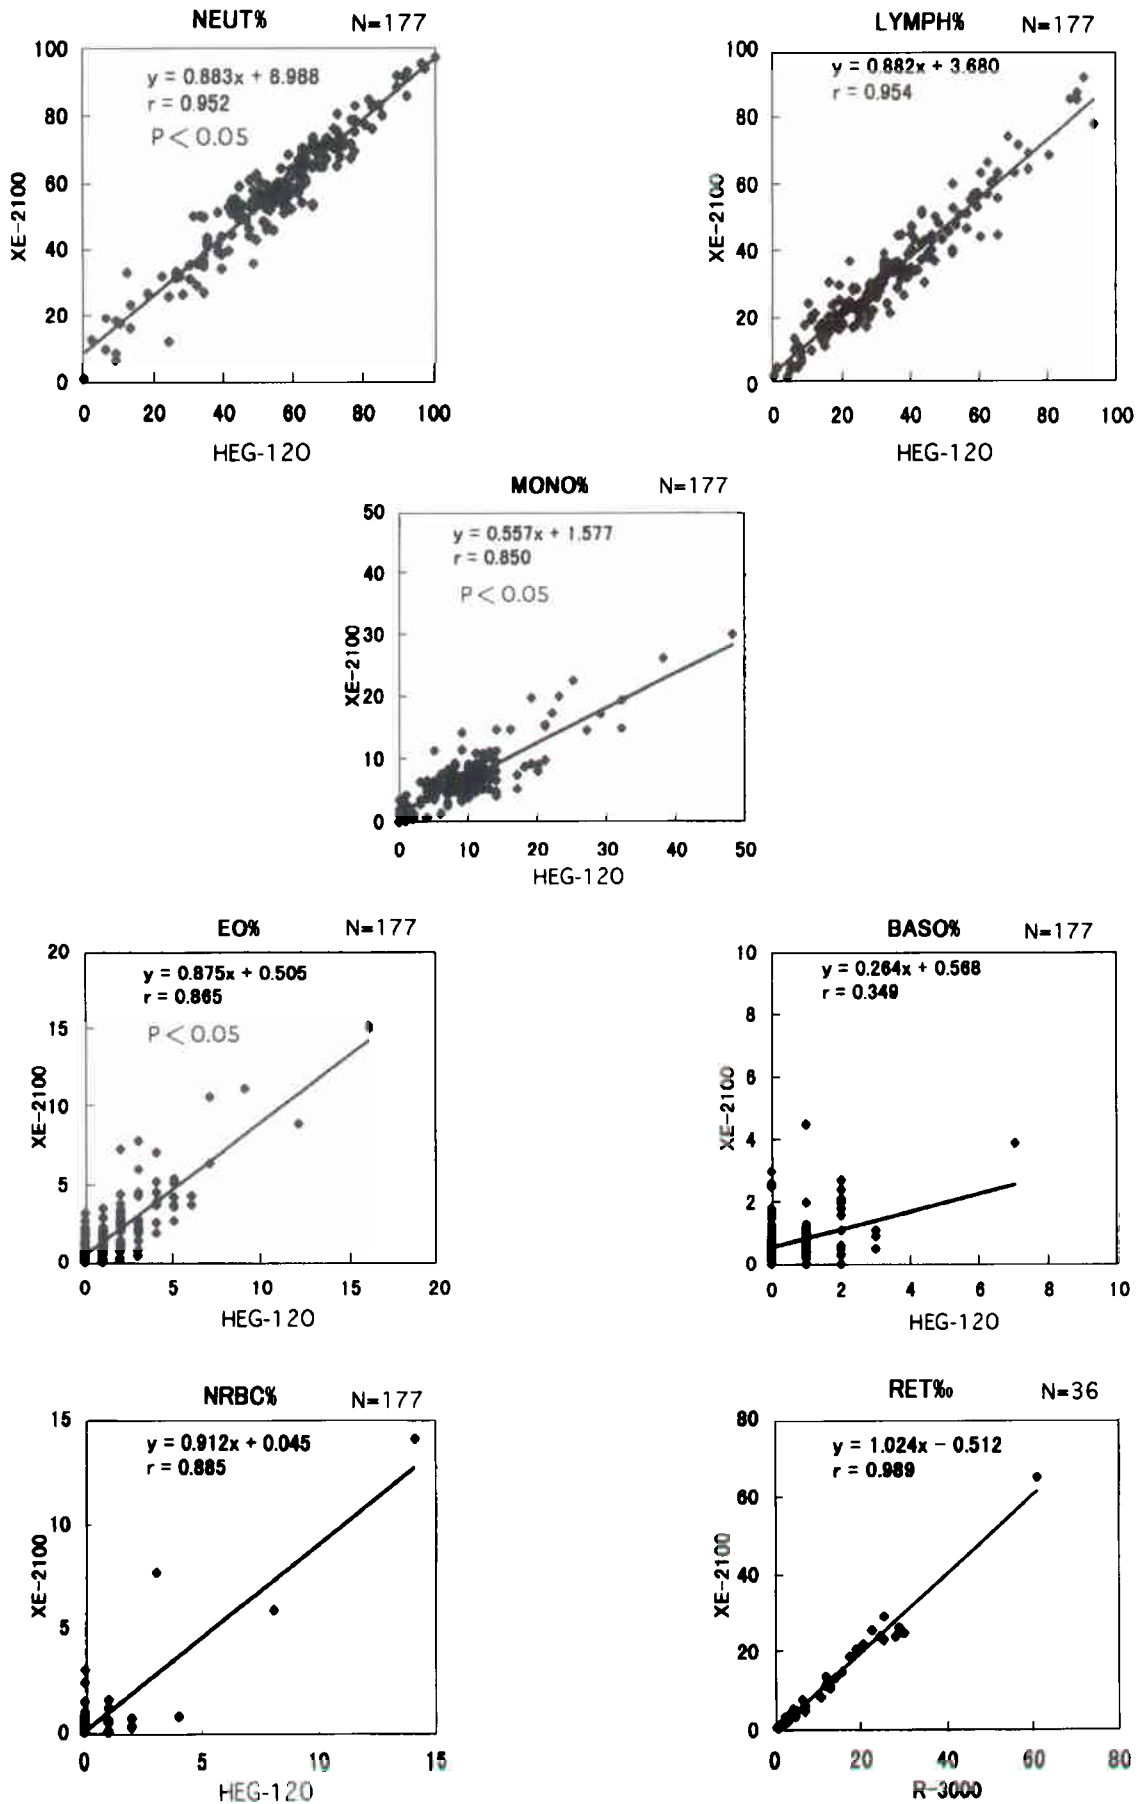 NEUT% N=177
y = 0.883x + 8.988
r = 0.952
P < 0.05
100
80
60
40
20
0
XE-2100
0 20 40 60 80 100
HEG-120
LYMPH% N=177
y = 0.882x + 3.680
r = 0.954
100
80
60
40
20
0
XE-2100
0 20 40 60 80 100
HEG-120
MONO% N=177
y = 0.557x + 1.577
r = 0.850
P < 0.05
50
40
30
20
10
0
XE-2100
0 10 20 30 40 50
HEG-120
EO% N=177
y = 0.875x + 0.505
r = 0.865
P < 0.05
20
15
10
5
0
XE-2100
0 5 10 15 20
HEG-120
BASO% N=177
y = 0.264x + 0.568
r = 0.349
10
8
6
4
2
0
XE-2100
0 2 4 6 8 10
HEG-120
NRBC% N=177
y = 0.912x + 0.045
r = 0.885
15
10
5
0
XE-2100
0 5 10 15
HEG-120
RET‰ N=36
y = 1.024x − 0.512
r = 0.989
80
60
40
20
0
XE-2100
0 20 40 60 80
R-3000